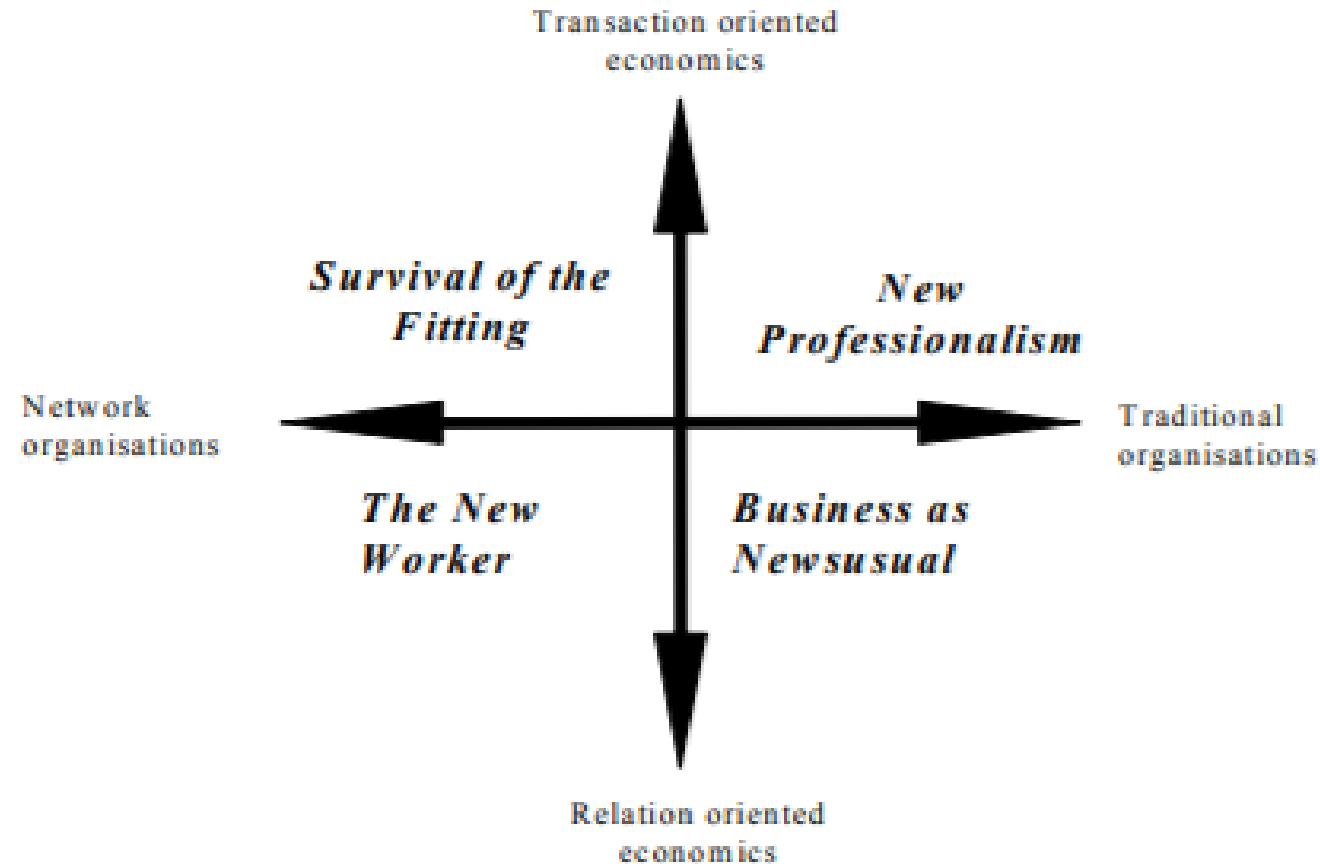 Transaction oriented
economics
Survival of the
Fitting
New
Professionalism
Network
organisations
Traditional
organisations
The New
Worker
Business as
Newsusual
Relation oriented
economics